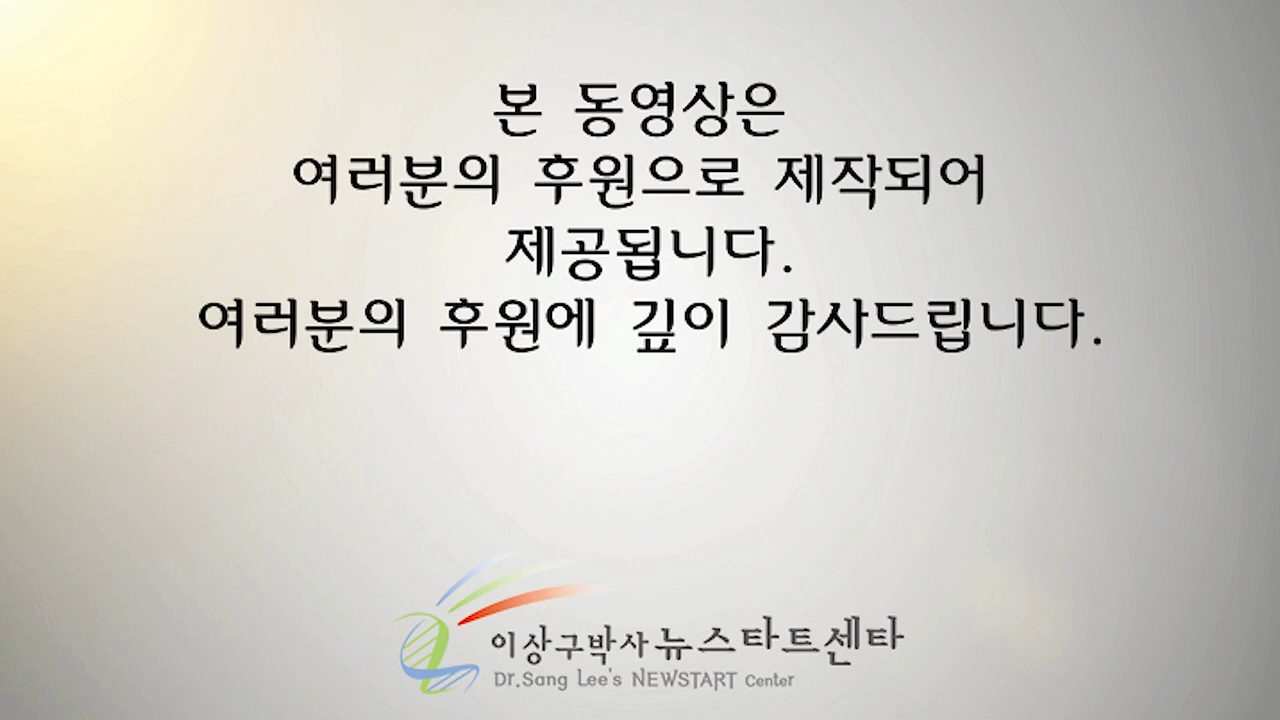 본 동영상은
여러분의 후원으로 제작되어
제공됩니다.
여러분의 후원에 깊이 감사드립니다.
이상구박사 뉴스타트센타
Dr.Sang Lee's NEWSTART Center